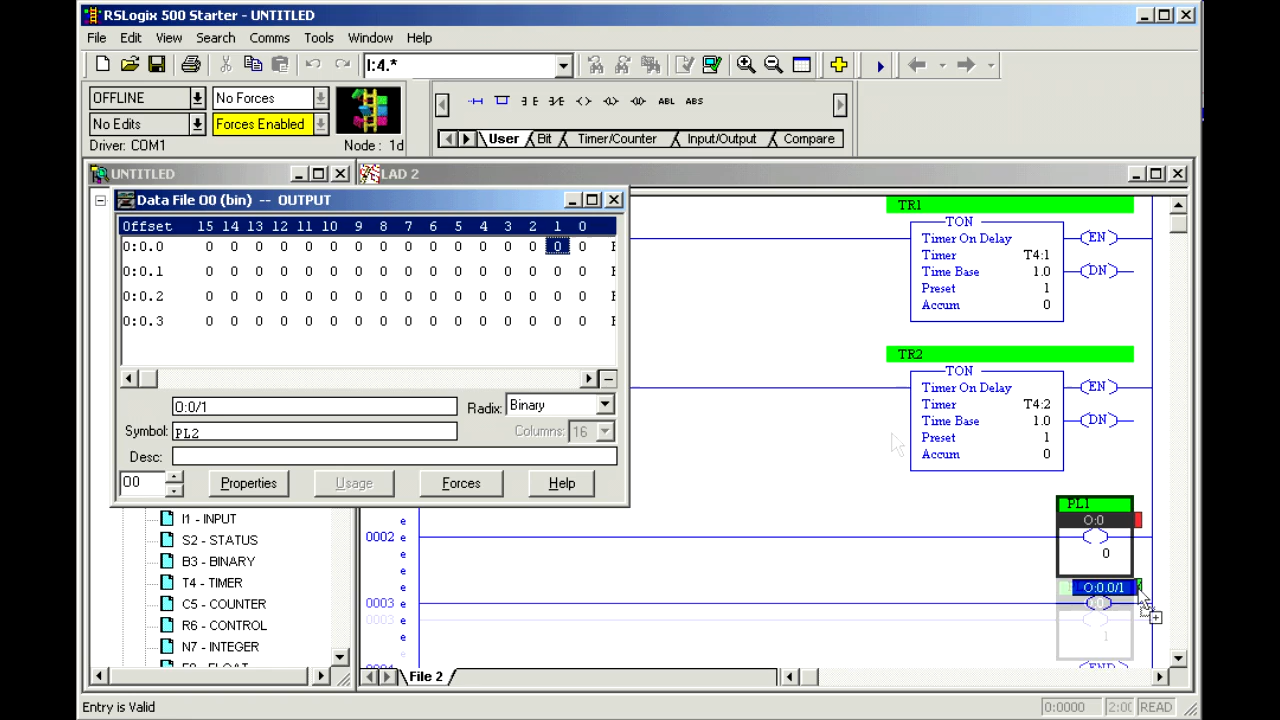 RSLogix 500 Starter - UNTITLED
File Edit View Search Comms Tools Window Help
I:4.*
OFFLINE No Forces
No Edits Forces Enabled
Driver: COM1 Node : 1d
ABL ABS
User Bit Timer/Counter Input/Output Compare
UNTITLED
LAD 2
Data File O0 (bin) -- OUTPUT
Offset 15 14 13 12 11 10 9 8 7 6 5 4 3 2 1 0
O:0.0 0 0 0 0 0 0 0 0 0 0 0 0 0 0 0 0
O:0.1 0 0 0 0 0 0 0 0 0 0 0 0 0 0 0 0
O:0.2 0 0 0 0 0 0 0 0 0 0 0 0 0 0 0 0
O:0.3 0 0 0 0 0 0 0 0 0 0 0 0 0 0 0 0
O:0/1 Radix: Binary
Symbol: PL2 Columns: 16
Desc:
O0 Properties Usage Forces Help
I1 - INPUT
S2 - STATUS
B3 - BINARY
T4 - TIMER
C5 - COUNTER
R6 - CONTROL
N7 - INTEGER
F8 - FLOAT
TR1
TON
Timer On Delay EN
Timer T4:1
Time Base 1.0 DN
Preset 1
Accum 0
TR2
TON
Timer On Delay EN
Timer T4:2
Time Base 1.0 DN
Preset 1
Accum 0
PL1
e
O:0
0002 e
e
0
e
e O:0.0/1
0003 e
0003
e
1
0004 END
File 2
Entry is Valid 0:0000 2:00 READ